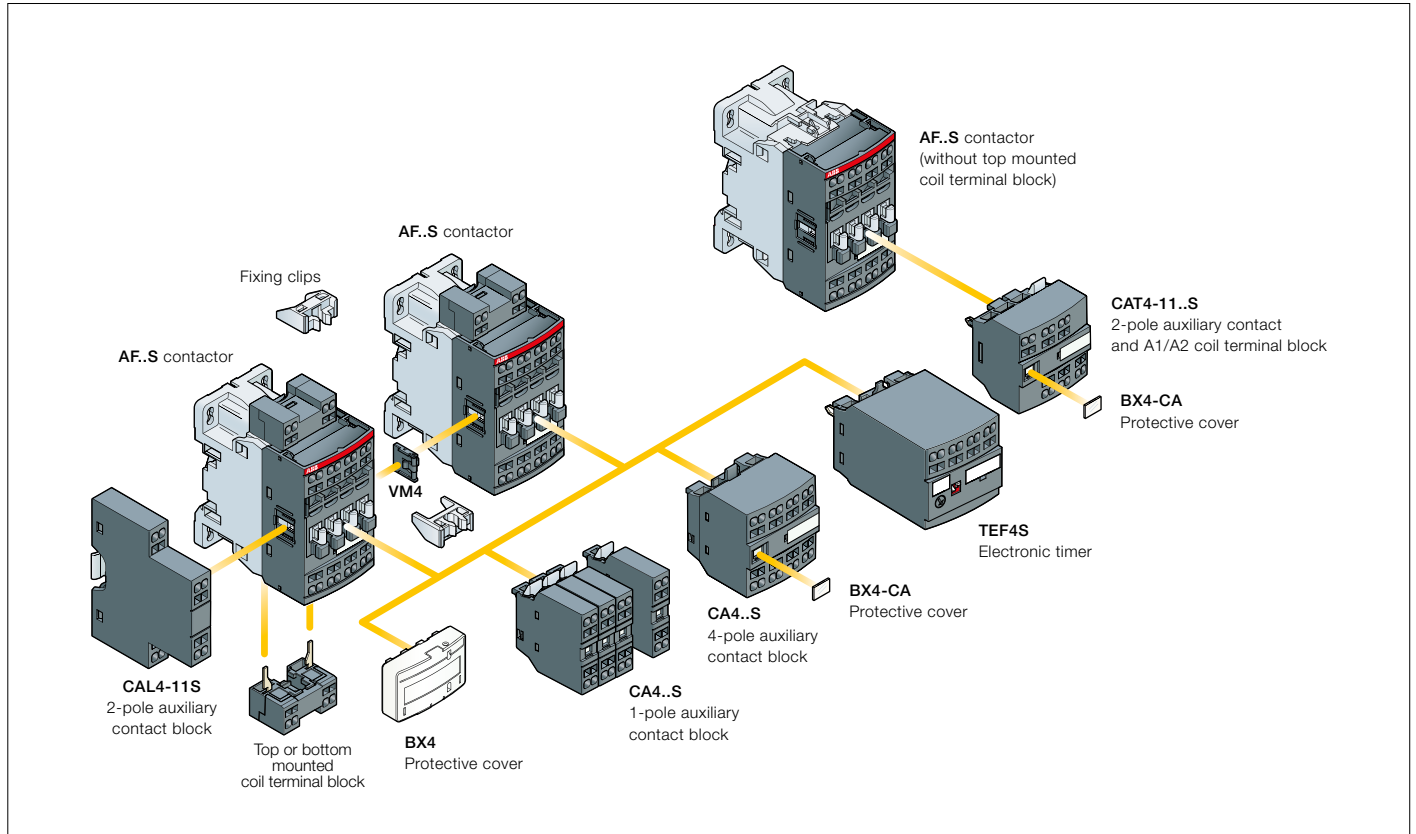 AF..S contactor
(without top mounted
coil terminal block)
ABB
AF..S contactor
Fixing clips
ABB
CAT4-11..S
2-pole auxiliary contact
and A1/A2 coil terminal block
AF..S contactor
ABB
BX4-CA
Protective cover
VM4
TEF4S
Electronic timer
BX4-CA
Protective cover
CA4..S
4-pole auxiliary
contact block
CAL4-11S
2-pole auxiliary
contact block
CA4..S
1-pole auxiliary
contact block
BX4
Protective cover
Top or bottom
mounted
coil terminal block